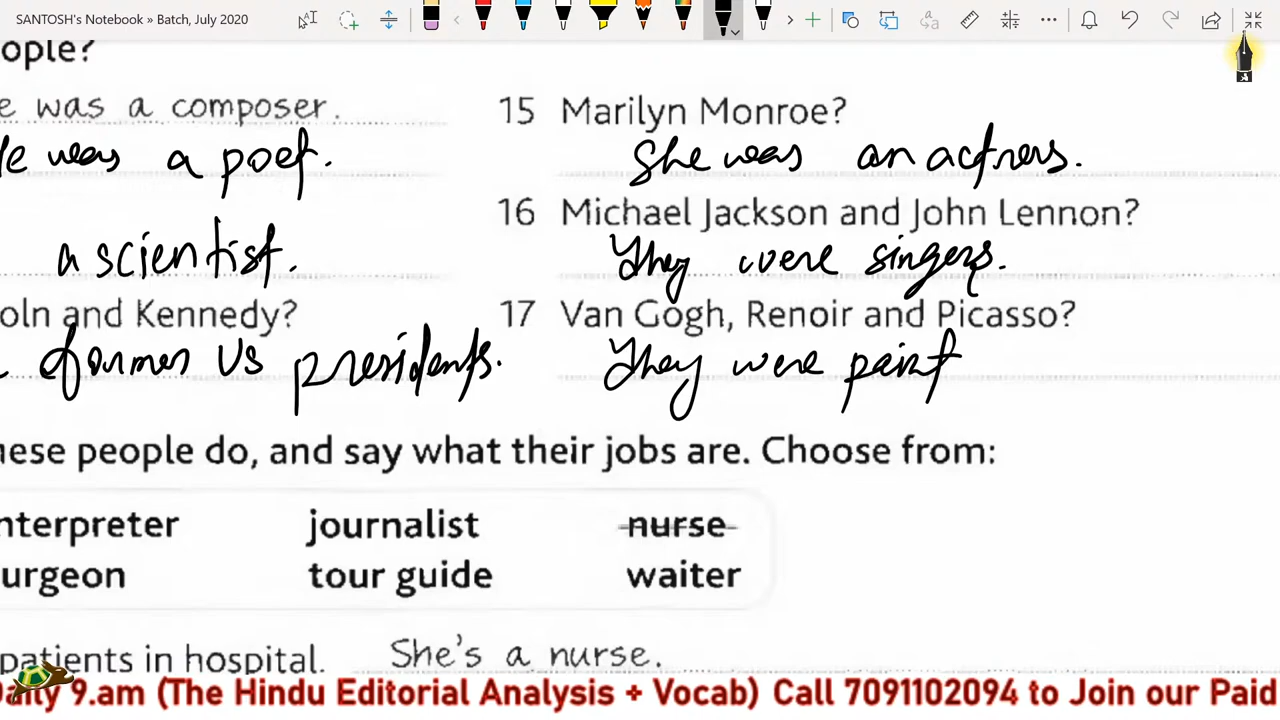 SANTOSH's Notebook » Batch, July 2020
ople?
e was a composer.
He was a poet.
a scientist.
oln and Kennedy?
former US presidents.
15 Marilyn Monroe?
She was an actress.
16 Michael Jackson and John Lennon?
They were singers.
17 Van Gogh, Renoir and Picasso?
They were paint
hese people do, and say what their jobs are. Choose from:
nterpreter journalist nurse
urgeon tour guide waiter
patients in hospital. She's a nurse.
Daily 9.am (The Hindu Editorial Analysis + Vocab) Call 7091102094 to Join our Paid